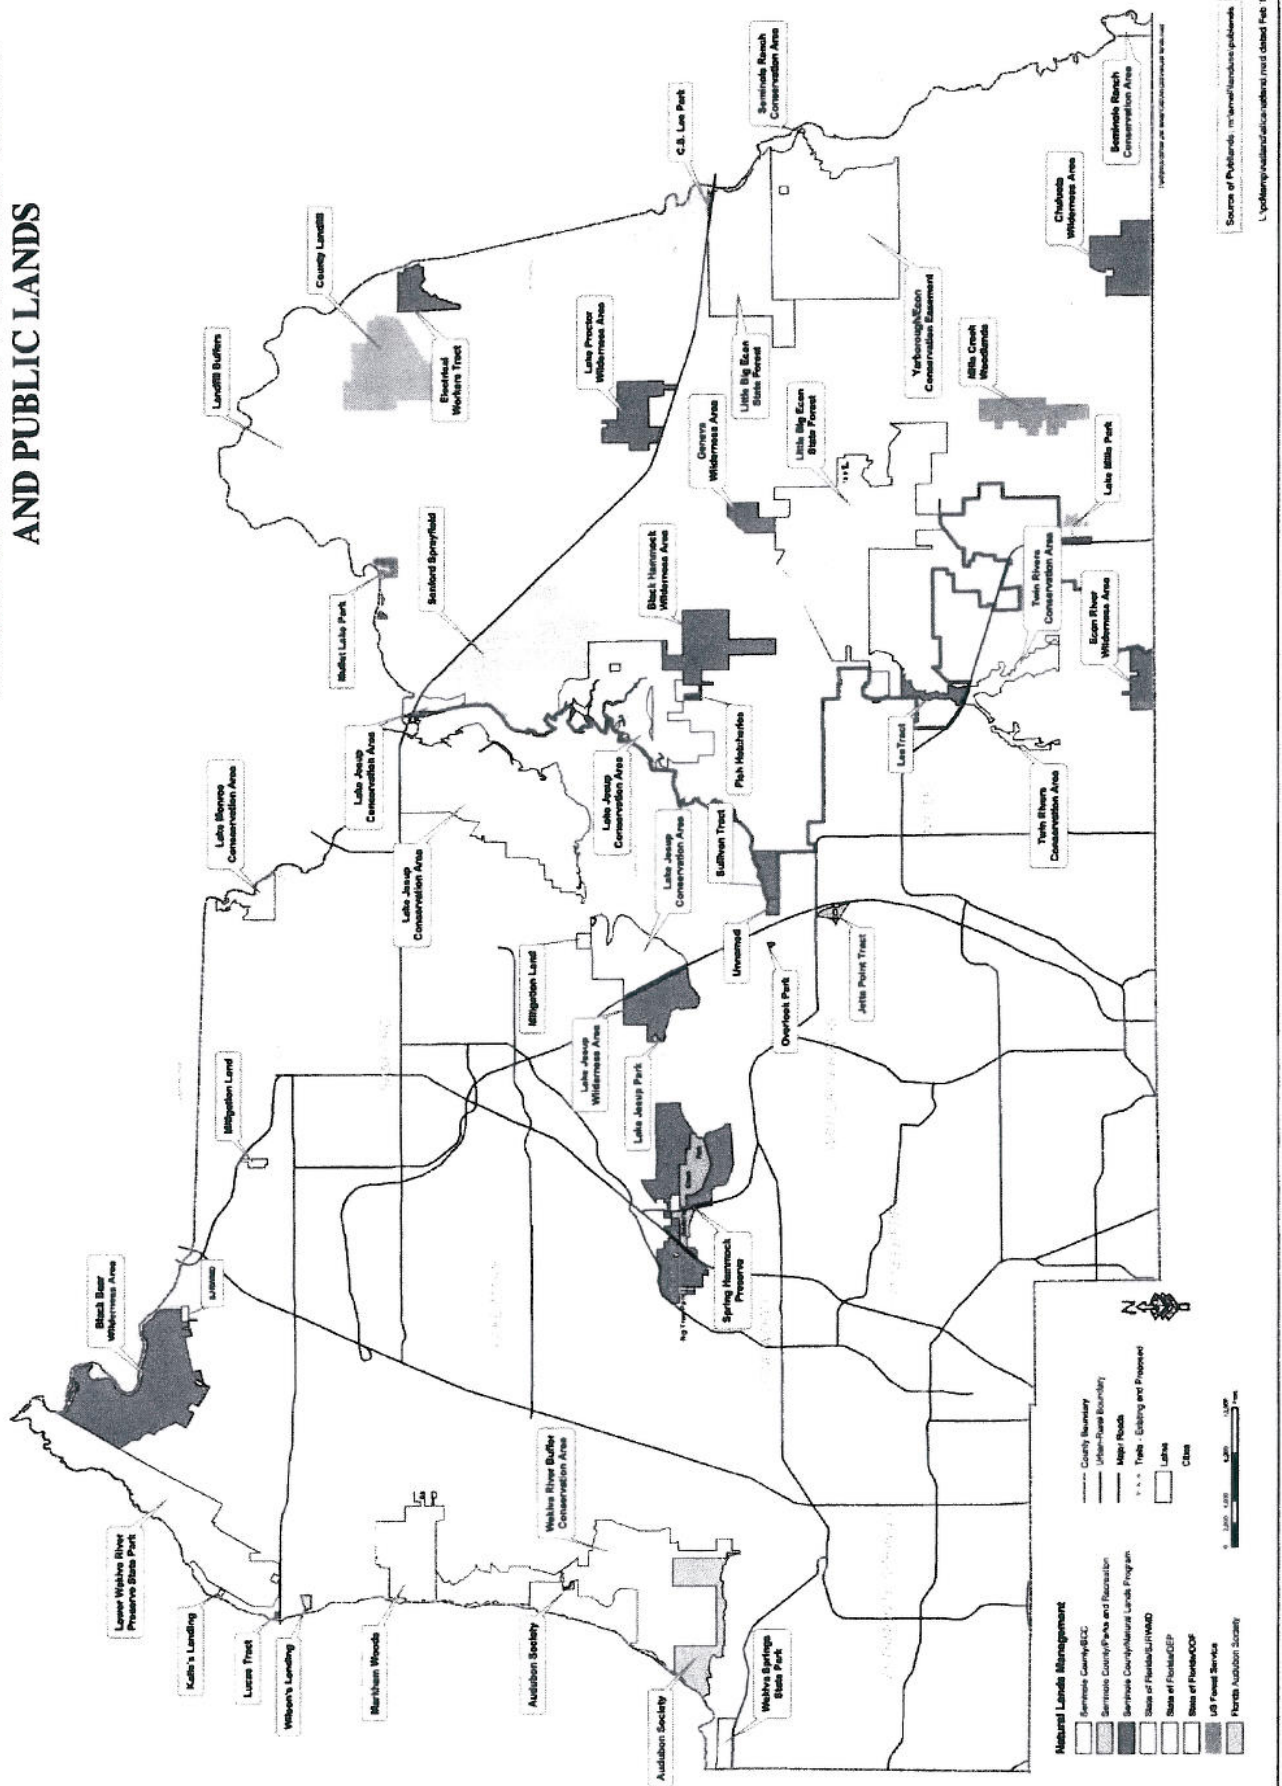 AND PUBLIC LANDS
Lower Wekiva River
Preserve State Park
Black Bear
Wilderness Area
SJRWMD
Mitigation Land
Lake Monroe
Conservation Area
Landfill Buffers
County Landfill
Katie's Landing
Lucas Tract
Wilson's Landing
Markham Woods
Lake Jesup
Conservation Area
Mullet Lake Park
Sanford Sprayfield
Electrical
Workers Tract
Lake Jesup
Conservation Area
Audubon Society
Wekiva River Buffer
Conservation Area
Mitigation Land
Lake Jesup
Wilderness Area
Lake Jesup Park
Lake Jesup
Conservation Area
Lake Jesup
Conservation Area
Lake Proctor
Wilderness Area
Audubon Society
Wekiva Springs
State Park
Spring Hammock
Preserve
Unnamed
Sullivan Tract
Fish Hatcheries
Black Hammock
Wilderness Area
Geneva
Wilderness Area
Little Big Econ
State Forest
C.S. Lee Park
Seminole Ranch
Conservation Area
Overlook Park
Jetta Point Tract
Little Big Econ
State Forest
Lee Tract
Yarborough/Econ
Conservation Easement
Twin Rivers
Conservation Area
Twin Rivers
Conservation Area
Econ River
Wilderness Area
Mills Creek
Woodlands
Lake Mills Park
Chuluota
Wilderness Area
Seminole Ranch
Conservation Area
Natural Lands Management
Seminole County/BCC
Seminole County/Parks and Recreation
Seminole County/Natural Lands Program
State of Florida/SJRWMD
State of Florida/DEP
State of Florida/DOF
US Forest Service
Florida Audubon Society
County Boundary
Urban-Rural Boundary
Major Roads
Trails - Existing and Proposed
Lakes
Cities
N
Source of Publands: